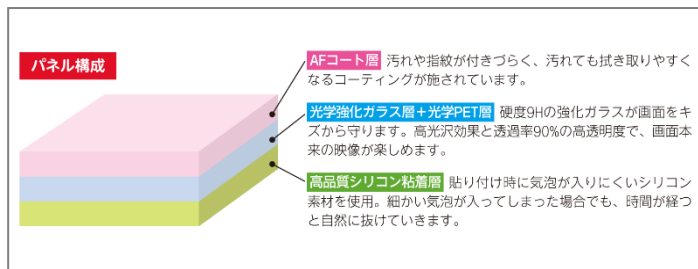 パネル構成
AFコート層 汚れや指紋が付きづらく、汚れても拭き取りやすく
なるコーティングが施されています。
光学強化ガラス層＋光学PET層 硬度9Hの強化ガラスが画面をキ
ズから守ります。高光沢効果と透過率90%の高透明度で、画面本
来の映像が楽しめます。
高品質シリコン粘着層 貼り付け時に気泡が入りにくいシリコン
素材を使用。細かい気泡が入ってしまった場合でも、時間が経つ
と自然に抜けていきます。